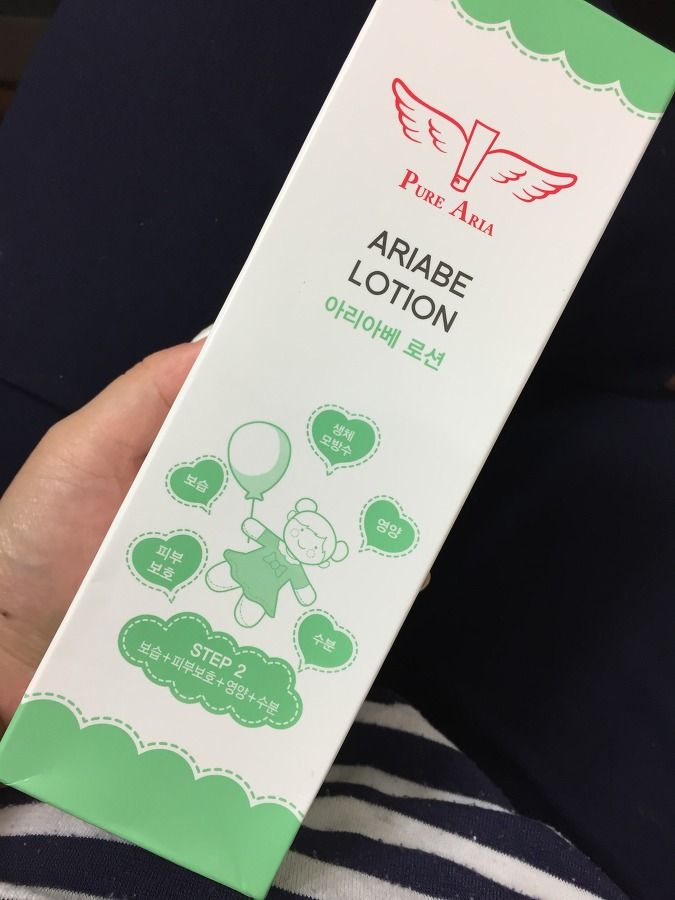 PURE ARIA
ARIABE
LOTION
아리아베 로션
생체
모방수
보습
영양
피부
보호
수분
STEP 2
보습+피부보호+영양+수분